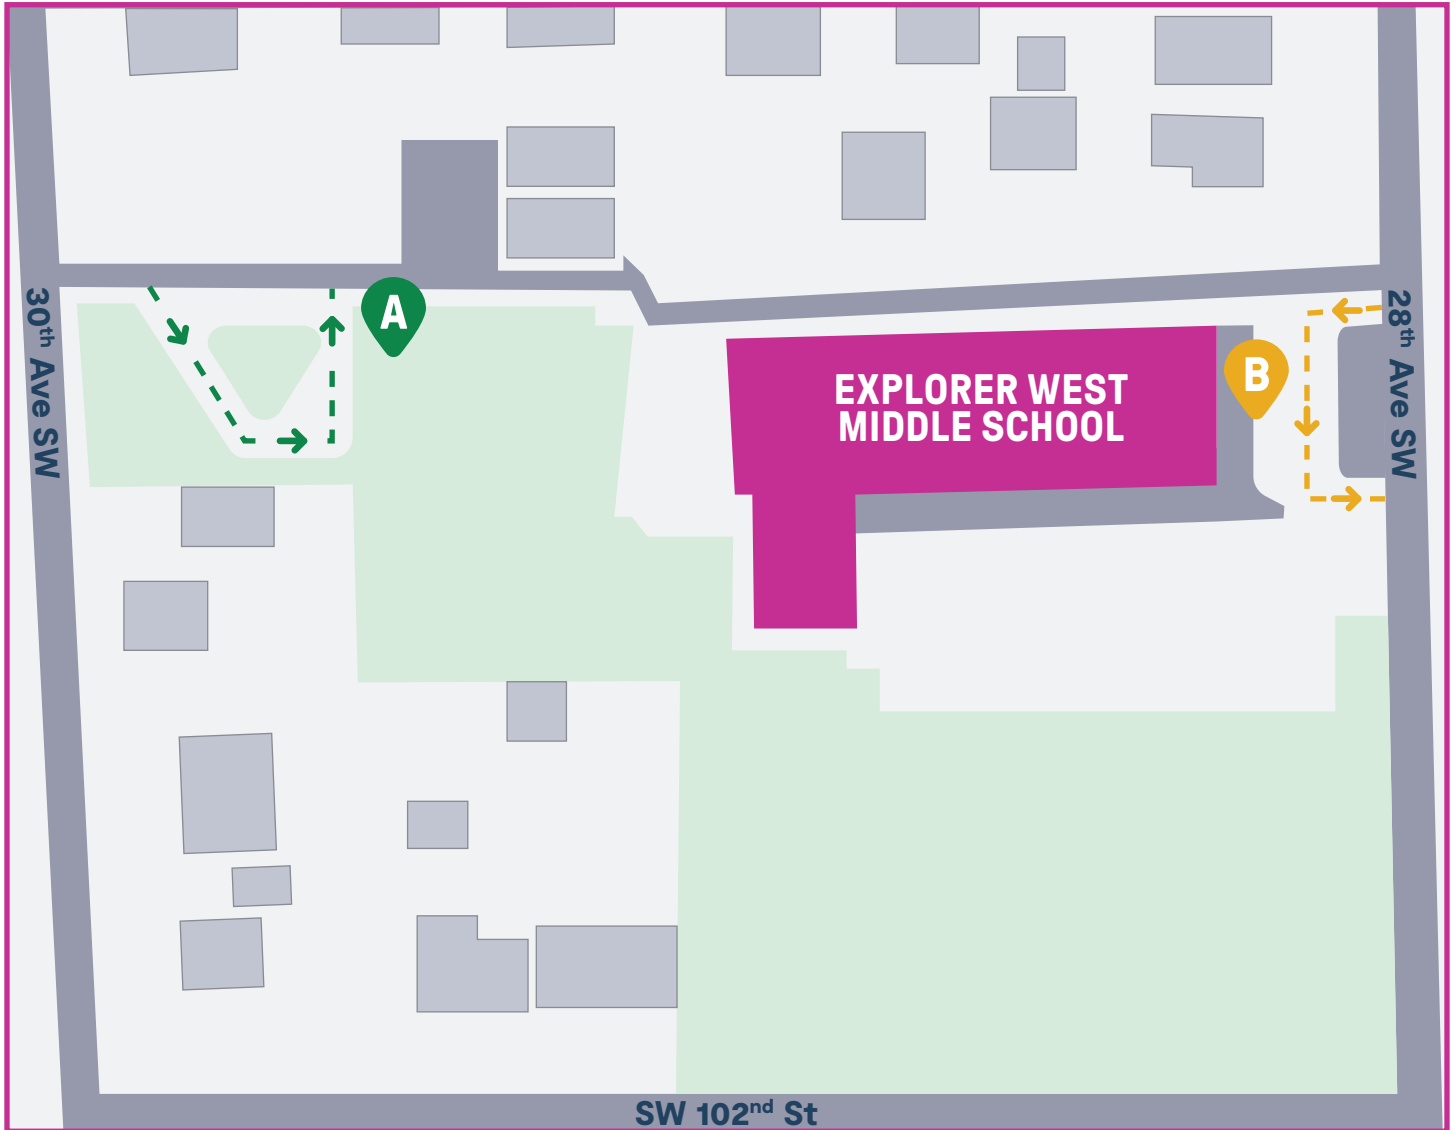 30th Ave SW
A
EXPLORER WEST
MIDDLE SCHOOL
B
28th Ave SW
SW 102nd St